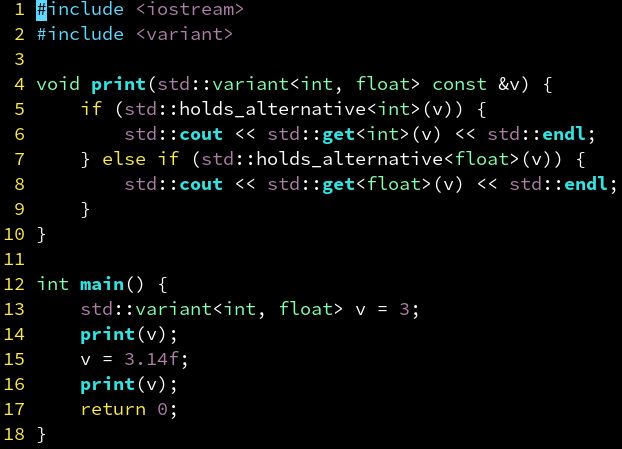 1 #include <iostream>
2 #include <variant>
3
4 void print(std::variant<int, float> const &v) {
5     if (std::holds_alternative<int>(v)) {
6         std::cout << std::get<int>(v) << std::endl;
7     } else if (std::holds_alternative<float>(v)) {
8         std::cout << std::get<float>(v) << std::endl;
9     }
10 }
11
12 int main() {
13     std::variant<int, float> v = 3;
14     print(v);
15     v = 3.14f;
16     print(v);
17     return 0;
18 }